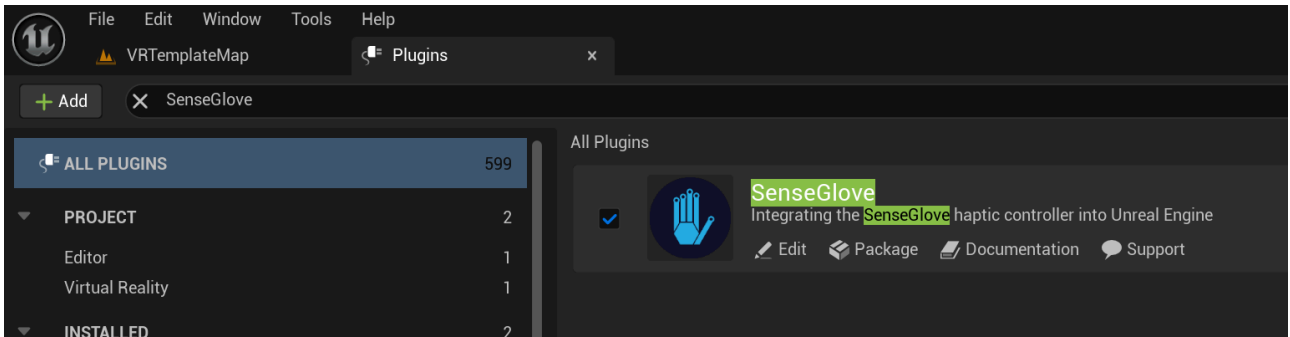 File Edit Window Tools Help
VRTemplateMap Plugins
Add SenseGlove
All Plugins
ALL PLUGINS 599
SenseGlove
Integrating the SenseGlove haptic controller into Unreal Engine
Edit Package Documentation Support
PROJECT 2
Editor 1
Virtual Reality 1
INSTALLED 2